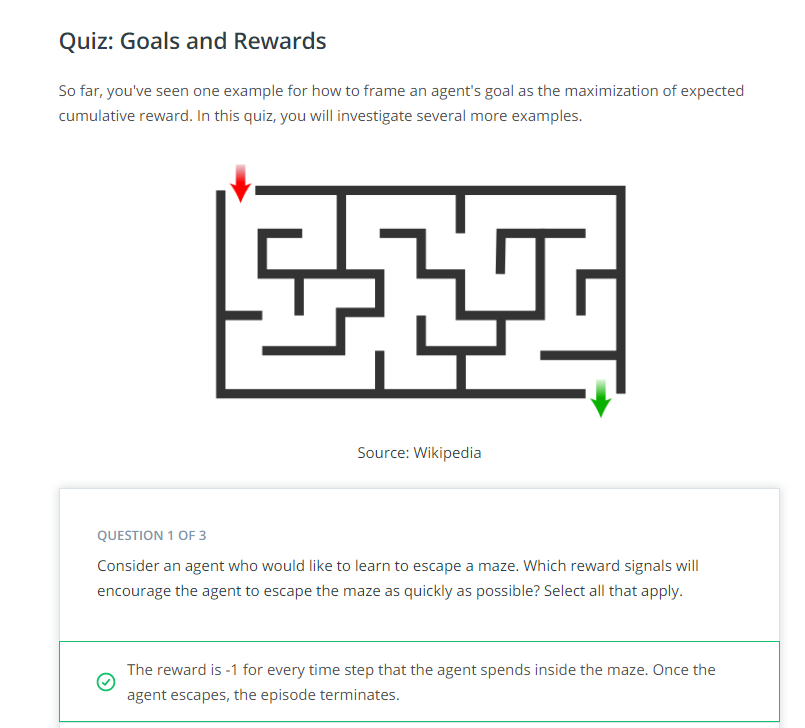 Quiz: Goals and Rewards
So far, you've seen one example for how to frame an agent's goal as the maximization of expected
cumulative reward. In this quiz, you will investigate several more examples.
Source: Wikipedia
QUESTION 1 OF 3
Consider an agent who would like to learn to escape a maze. Which reward signals will
encourage the agent to escape the maze as quickly as possible? Select all that apply.
The reward is -1 for every time step that the agent spends inside the maze. Once the
agent escapes, the episode terminates.